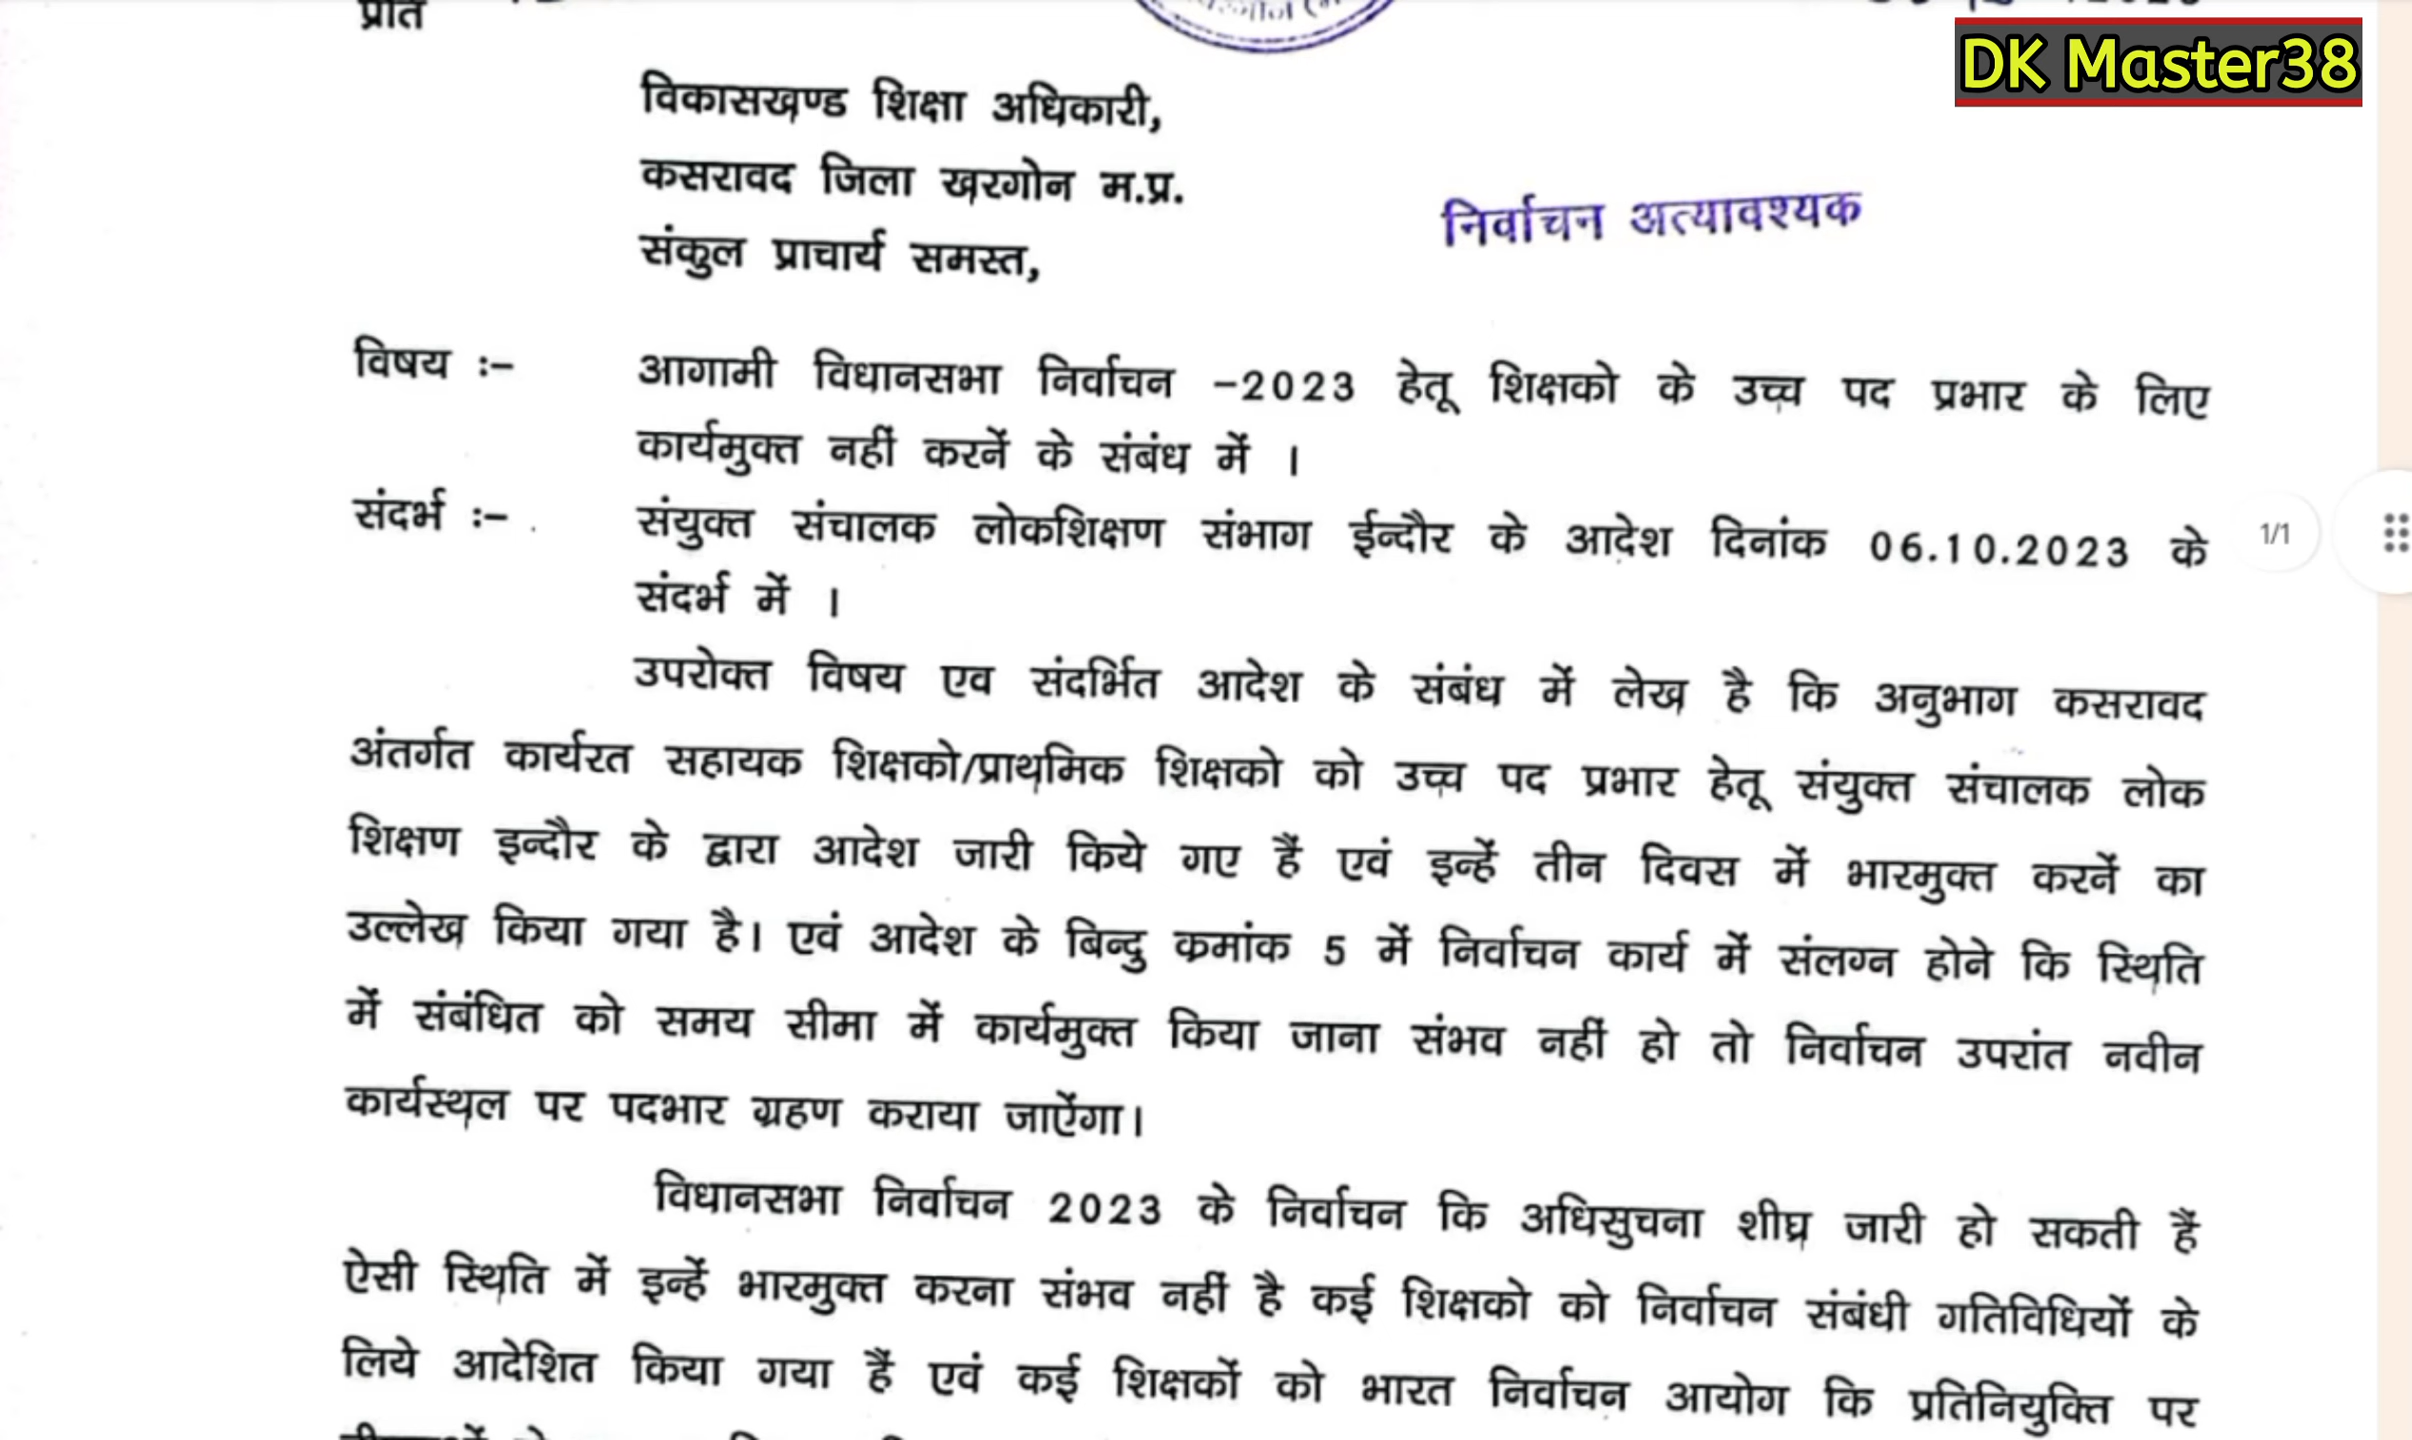 प्रति
DK Master38
विकासखण्ड शिक्षा अधिकारी,
कसरावद जिला खरगोन म.प्र.
निर्वाचन अत्यावश्यक
संकुल प्राचार्य समस्त,
विषय :- आगामी विधानसभा निर्वाचन -2023 हेतू शिक्षको के उच्च पद प्रभार के लिए
कार्यमुक्त नहीं करनें के संबंध में ।
संदर्भ :- संयुक्त संचालक लोकशिक्षण संभाग ईन्दौर के आदेश दिनांक 06.10.2023 के
संदर्भ में ।
1/1
उपरोक्त विषय एव संदर्भित आदेश के संबंध में लेख है कि अनुभाग कसरावद
अंतर्गत कार्यरत सहायक शिक्षको/प्राथमिक शिक्षको को उच्च पद प्रभार हेतू संयुक्त संचालक लोक
शिक्षण इन्दौर के द्वारा आदेश जारी किये गए हैं एवं इन्हें तीन दिवस में भारमुक्त करनें का
उल्लेख किया गया है। एवं आदेश के बिन्दु क्रमांक 5 में निर्वाचन कार्य में संलग्न होने कि स्थिति
में संबंधित को समय सीमा में कार्यमुक्त किया जाना संभव नहीं हो तो निर्वाचन उपरांत नवीन
कार्यस्थल पर पदभार ग्रहण कराया जाऐंगा।
विधानसभा निर्वाचन 2023 के निर्वाचन कि अधिसुचना शीघ्र जारी हो सकती हैं
ऐसी स्थिति में इन्हें भारमुक्त करना संभव नहीं है कई शिक्षको को निर्वाचन संबंधी गतिविधियों के
लिये आदेशित किया गया हैं एवं कई शिक्षकों को भारत निर्वाचन आयोग कि प्रतिनियुक्ति पर